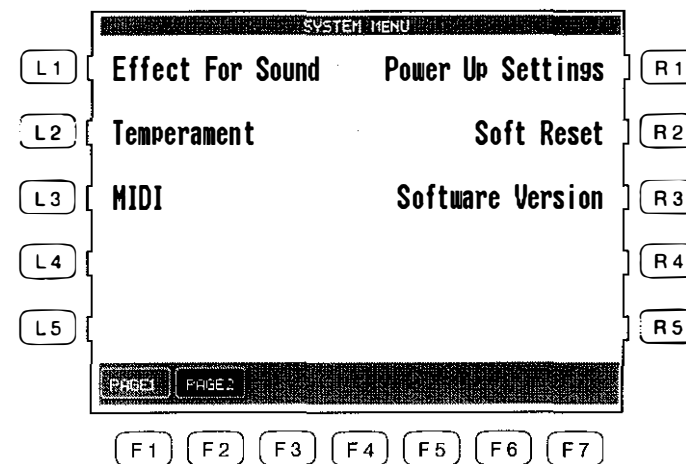 SYSTEM MENU
L1 Effect For Sound Power Up Settings R1
L2 Temperament Soft Reset R2
L3 MIDI Software Version R3
L4 R4
L5 R5
PAGE1 PAGE2
F1 F2 F3 F4 F5 F6 F7